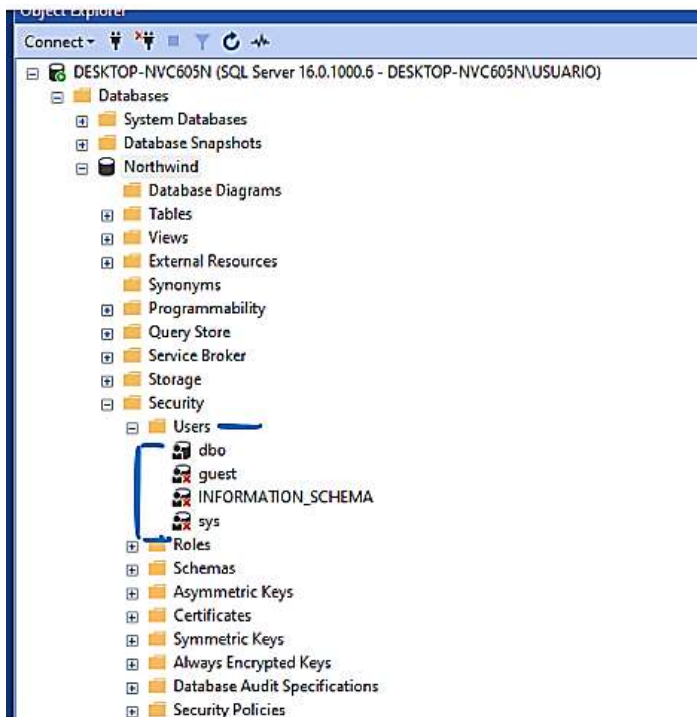 Object Explorer
Connect
DESKTOP-NVC605N (SQL Server 16.0.1000.6 - DESKTOP-NVC605N\USUARIO)
Databases
System Databases
Database Snapshots
Northwind
Database Diagrams
Tables
Views
External Resources
Synonyms
Programmability
Query Store
Service Broker
Storage
Security
Users
dbo
guest
INFORMATION_SCHEMA
sys
Roles
Schemas
Asymmetric Keys
Certificates
Symmetric Keys
Always Encrypted Keys
Database Audit Specifications
Security Policies